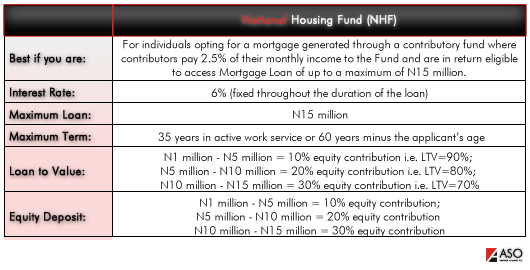 National Housing Fund (NHF)
Best if you are:
For individuals opting for a mortgage generated through a contributory fund where
contributors pay 2.5% of their monthly income to the Fund and are in return eligible
to access Mortgage Loan of up to a maximum of N15 million.
Interest Rate:
6% (fixed throughout the duration of the loan)
Maximum Loan:
N15 million
Maximum Term:
35 years in active work service or 60 years minus the applicant's age
Loan to Value:
N1 million - N5 million = 10% equity contribution i.e. LTV=90%;
N5 million - N10 million = 20% equity contribution i.e. LTV=80%;
N10 million - N15 million = 30% equity contribution i.e. LTV=70%
Equity Deposit:
N1 million - N5 million = 10% equity contribution;
N5 million - N10 million = 20% equity contribution
N10 million - N15 million = 30% equity contribution
ASO